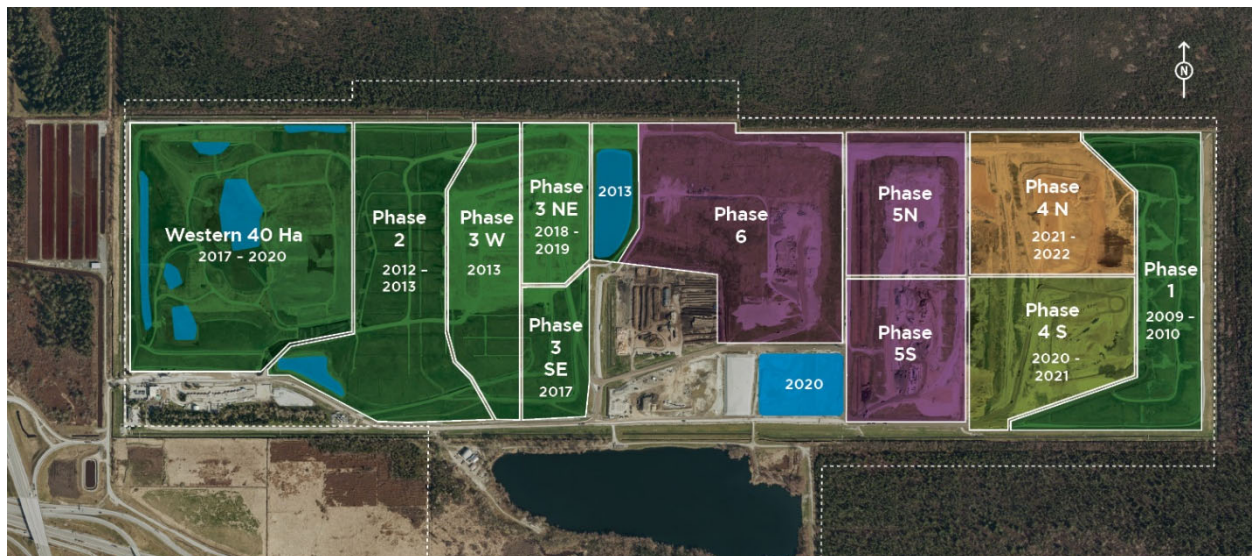 N
Western 40 Ha
2017 – 2020
Phase
2
2012 –
2013
Phase
3 W
2013
Phase
3 NE
2018 -
2019
Phase
3
SE
2017
2013
Phase
6
2020
Phase
5N
Phase
5S
Phase
4 N
2021 -
2022
Phase
4 S
2020 -
2021
Phase
1
2009 –
2010